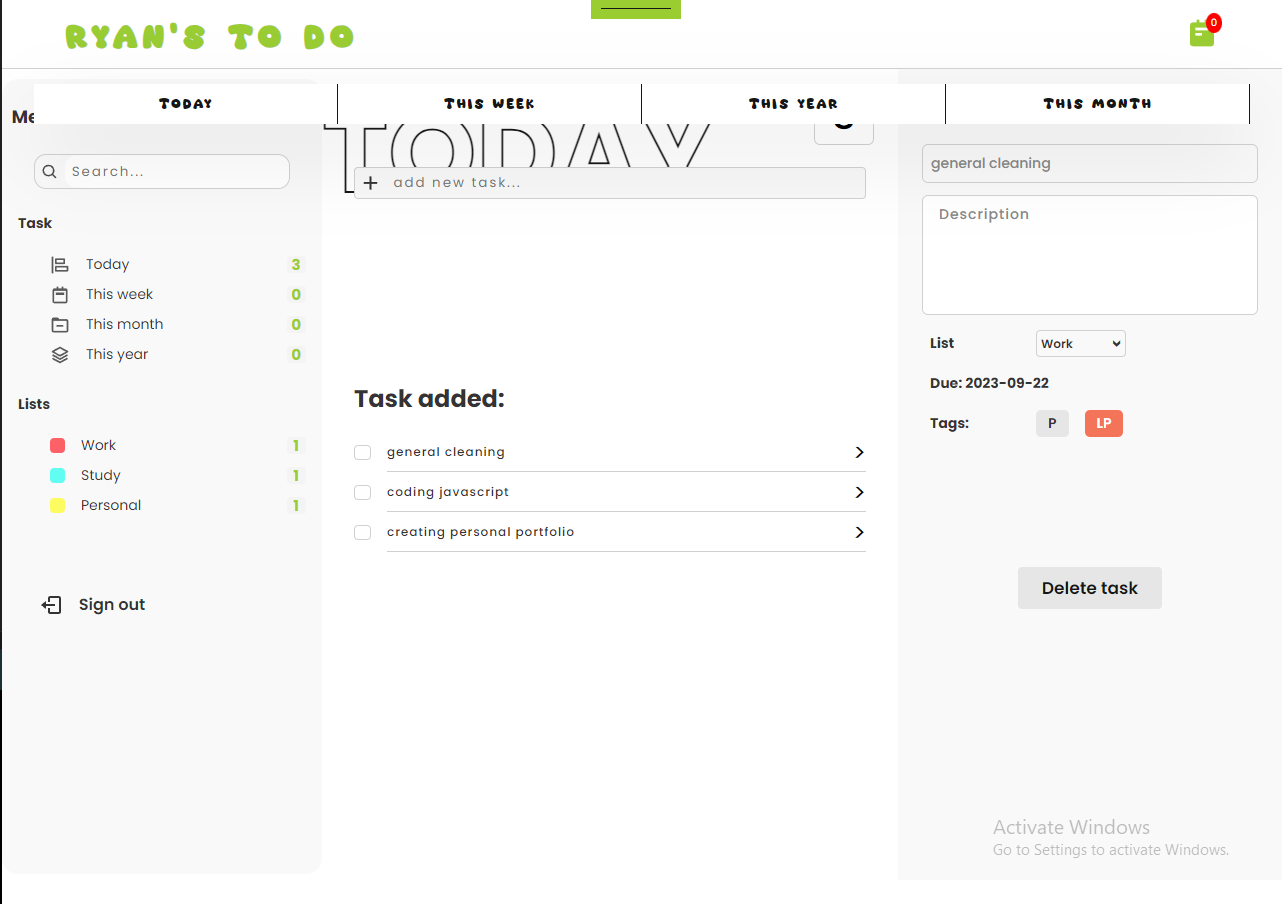 RYAN'S TO DO
0
TODAY
THIS WEEK
THIS YEAR
THIS MONTH
TODAY
Search...
add new task...
Task
Today 3
This week 0
This month 0
This year 0
Lists
Work 1
Study 1
Personal 1
Sign out
Task added:
general cleaning
coding javascript
creating personal portfolio
general cleaning
Description
List Work
Due: 2023-09-22
Tags: P LP
Delete task
Activate Windows
Go to Settings to activate Windows.